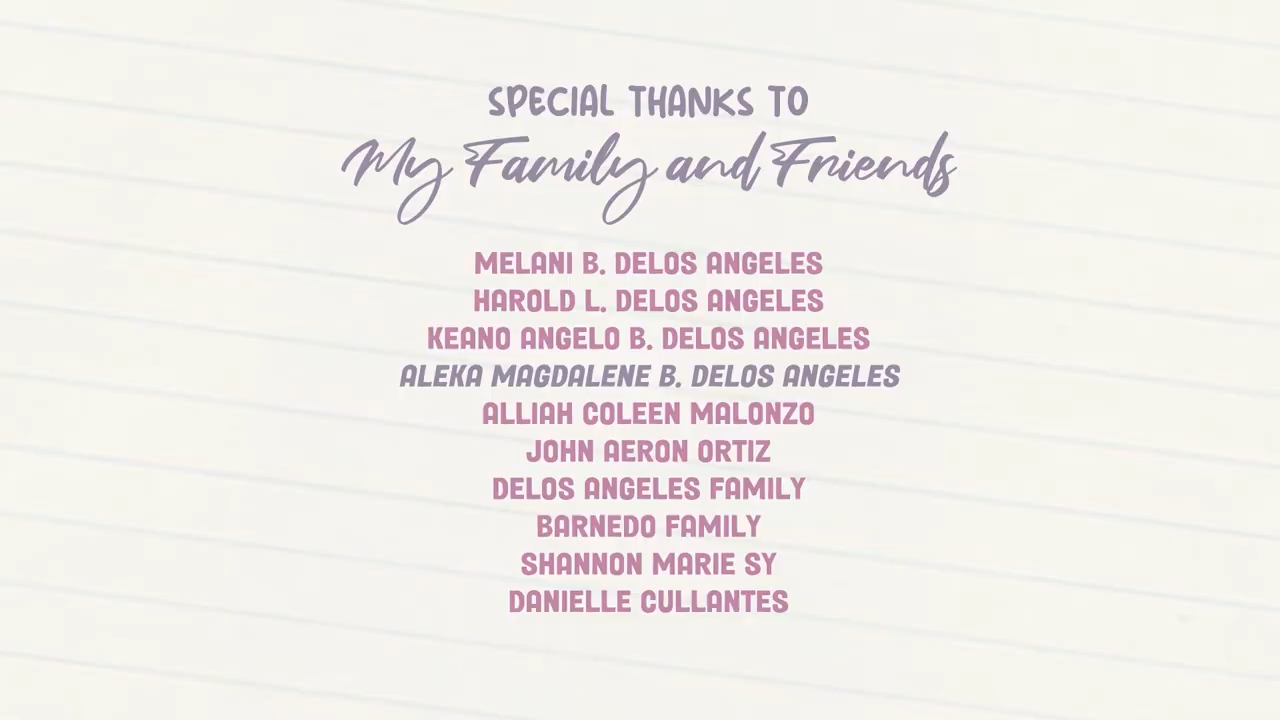 SPECIAL THANKS TO
My Family and Friends
MELANI B. DELOS ANGELES
HAROLD L. DELOS ANGELES
KEANO ANGELO B. DELOS ANGELES
ALEKA MAGDALENE B. DELOS ANGELES
ALLIAH COLEEN MALONZO
JOHN AERON ORTIZ
DELOS ANGELES FAMILY
BARNEDO FAMILY
SHANNON MARIE SY
DANIELLE CULLANTES